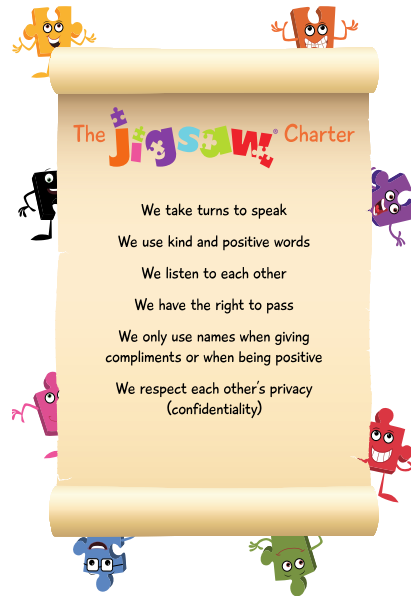 The Jigsaw® Charter
We take turns to speak
We use kind and positive words
We listen to each other
We have the right to pass
We only use names when giving
compliments or when being positive
We respect each other's privacy
(confidentiality)